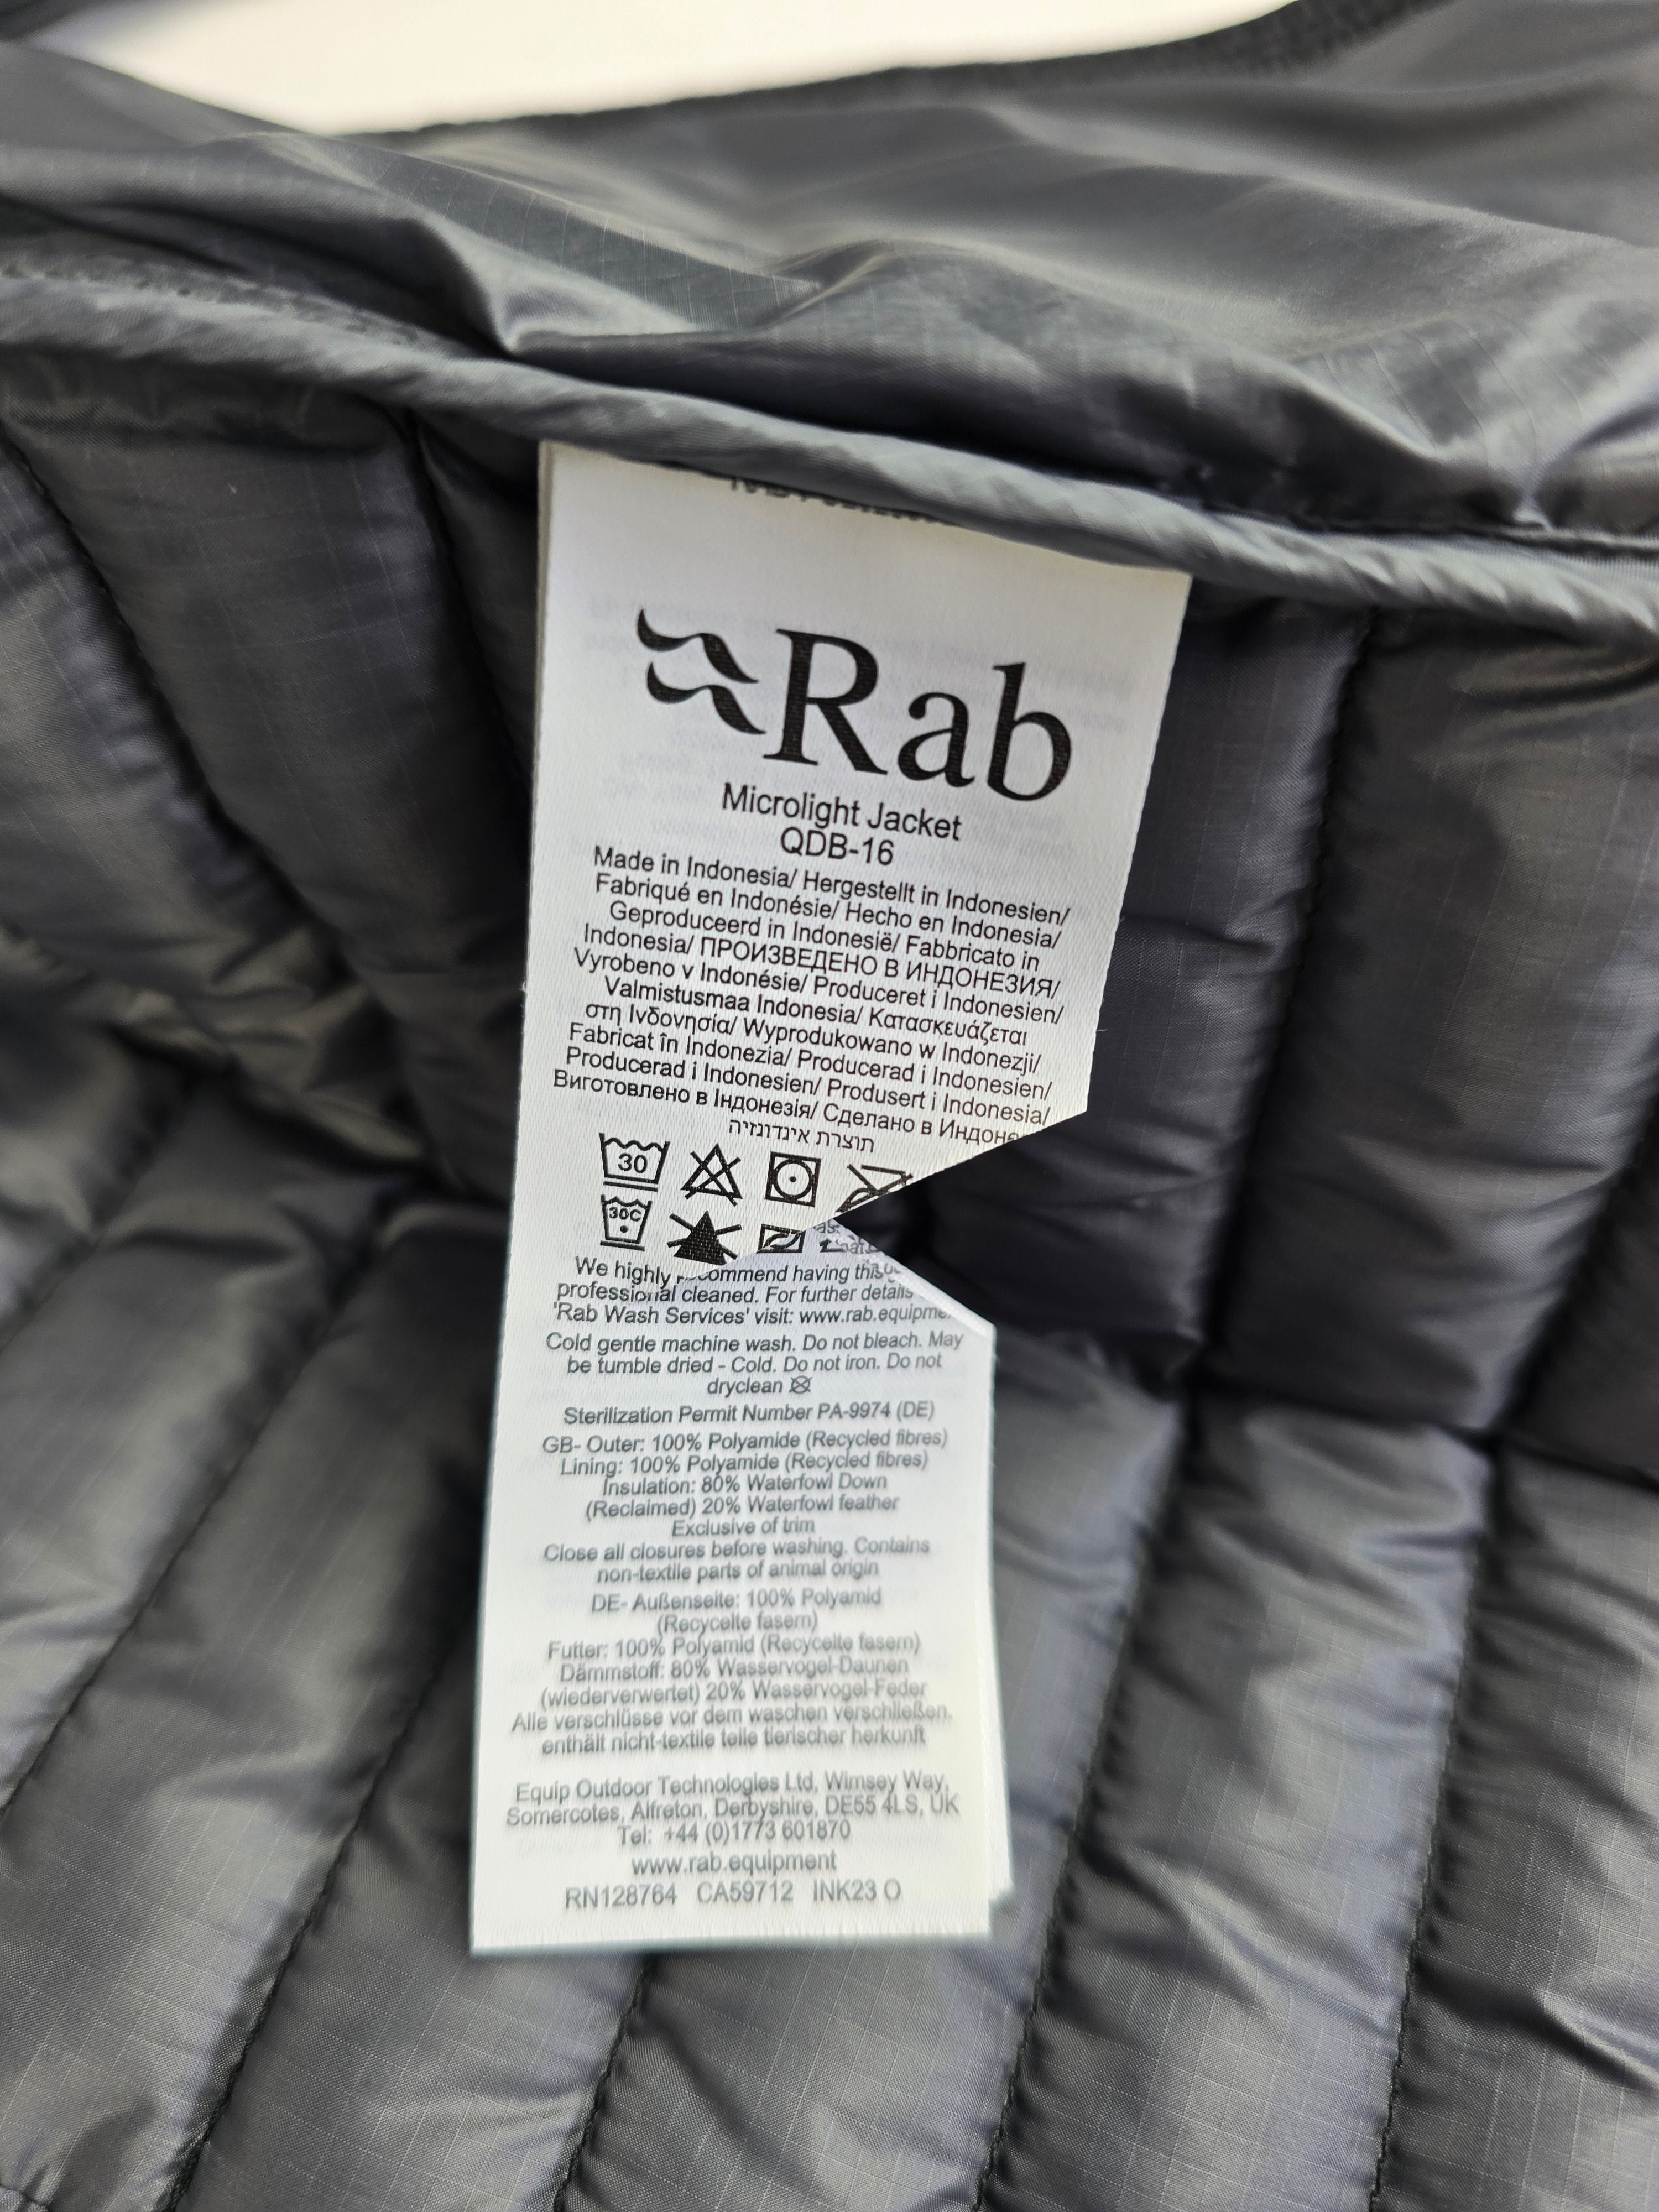 Rab
Microlight Jacket
QDB-16
Made in Indonesia/ Hergestellt in Indonesien/
Fabriqué en Indonésie/ Hecho en Indonesia/
Geproduceerd in Indonesië/ Fabbricato in
Indonesia/ ПРОИЗВЕДЕНО В ИНДОНЕЗИЯ/
Vyrobeno v Indonésie/ Produceret i Indonesien/
Valmistusmaa Indonesia/ Κατασκευάζεται
στη Ινδονησία/ Wyprodukowano w Indonezji/
Fabricat în Indonezia/ Producerad i Indonesien/
Producerad i Indonesien/ Produsert i Indonesia/
Виготовлено в Індонезія/ Сделано в
תוצרת אינדונזיה
30
30C
We highly recommend having this
professional cleaned. For further details
'Rab Wash Services' visit:
Cold gentle machine wash. Do not bleach. May
be tumble dried - Cold. Do not iron. Do not
dryclean
Sterilization Permit Number PA-9974 (DE)
GB- Outer: 100% Polyamide (Recycled fibres)
Lining: 100% Polyamide (Recycled fibres)
Insulation: 80% Waterfowl Down
(Reclaimed) 20% Waterfowl feather
Exclusive of trim
Close all closures before washing. Contains
non-textile parts of animal origin
DE- Außenseite: 100% Polyamid
(Recycelte fasern)
Futter: 100% Polyamid (Recycelte fasern)
Dämmstoff: 80% Wasservogel-Daunen
(wiederverwertet) 20% Wasservogel-Feder
Alle verschlüsse vor dem waschen verschließen.
enthält nicht-textile teile tierischer herkunft
Equip Outdoor Technologies Ltd, Wimsey Way,
Somercotes, Alfreton, Derbyshire, DE55 4LS, UK
Tel: +44 (0)1773 601870
www.rab.equipment
RN128764 CA59712 INK23 O